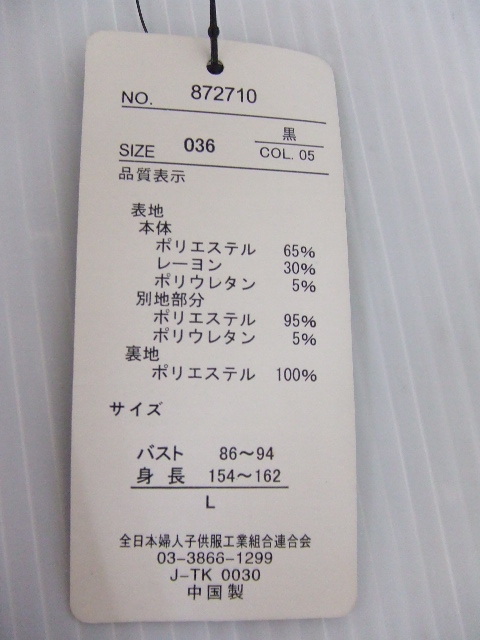 NO. 872710
SIZE 036 黒
COL. 05
品質表示
表地
本体
ポリエステル 65%
レーヨン 30%
ポリウレタン 5%
別地部分
ポリエステル 95%
ポリウレタン 5%
裏地
ポリエステル 100%
サイズ
バスト 86〜94
身長 154〜162
L
全日本婦人子供服工業組合連合会
03-3866-1299
J-TK 0030
中国製